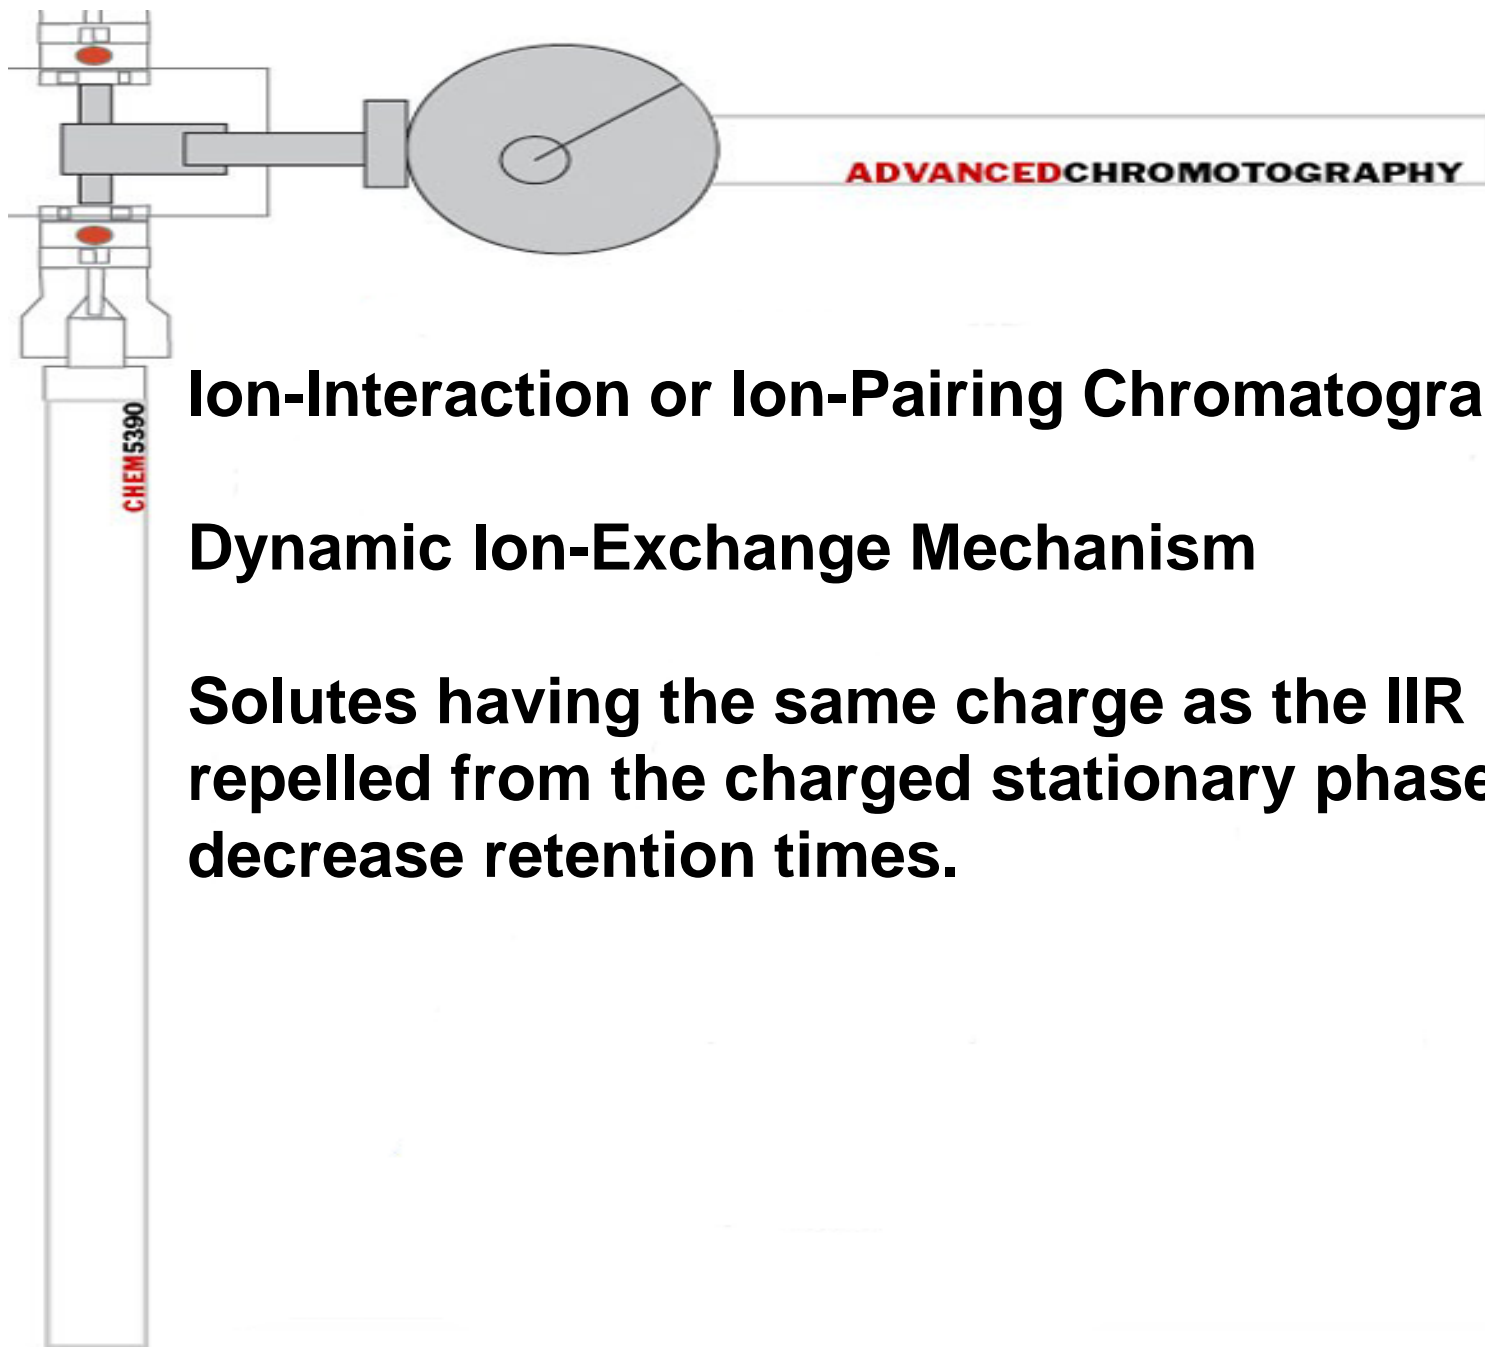 ADVANCEDCHROMOTOGRAPHY
CHEM5390
Ion-Interaction or Ion-Pairing Chromatogra
Dynamic Ion-Exchange Mechanism
Solutes having the same charge as the IIR
repelled from the charged stationary phase
decrease retention times.